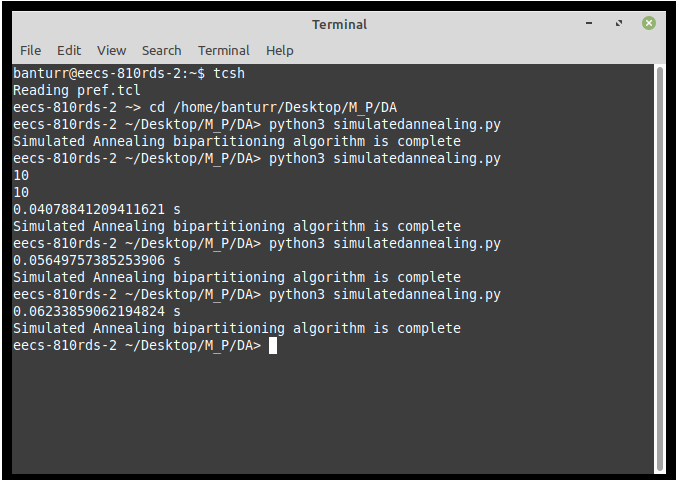 Terminal
File Edit View Search Terminal Help
banturr@eecs-810rds-2:~$ tcsh
Reading pref.tcl
eecs-810rds-2 ~> cd /home/banturr/Desktop/M_P/DA
eecs-810rds-2 ~/Desktop/M_P/DA> python3 simulatedannealing.py
Simulated Annealing bipartitioning algorithm is complete
eecs-810rds-2 ~/Desktop/M_P/DA> python3 simulatedannealing.py
10
10
0.04078841209411621 s
Simulated Annealing bipartitioning algorithm is complete
eecs-810rds-2 ~/Desktop/M_P/DA> python3 simulatedannealing.py
0.05649757385253906 s
Simulated Annealing bipartitioning algorithm is complete
eecs-810rds-2 ~/Desktop/M_P/DA> python3 simulatedannealing.py
0.06233859062194824 s
Simulated Annealing bipartitioning algorithm is complete
eecs-810rds-2 ~/Desktop/M_P/DA>